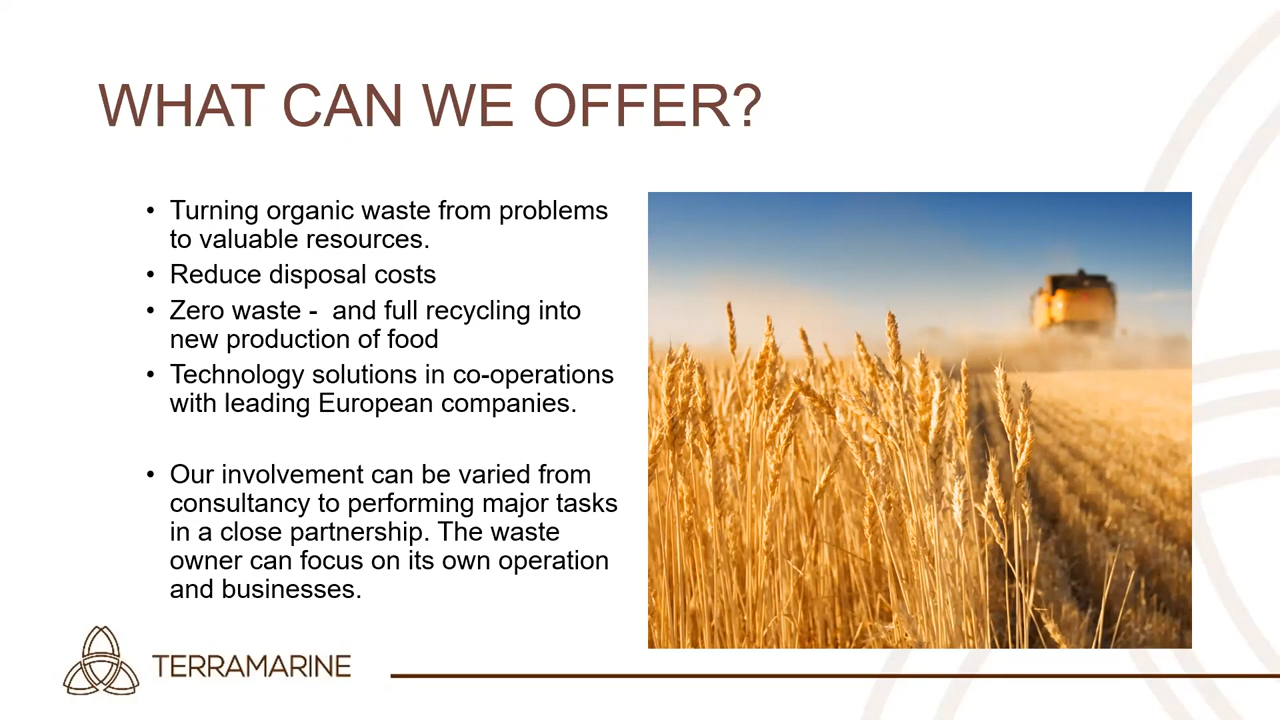 WHAT CAN WE OFFER?
• Turning organic waste from problems
to valuable resources.
• Reduce disposal costs
• Zero waste -  and full recycling into
new production of food
• Technology solutions in co-operations
with leading European companies.
• Our involvement can be varied from
consultancy to performing major tasks
in a close partnership. The waste
owner can focus on its own operation
and businesses.
TERRAMARINE